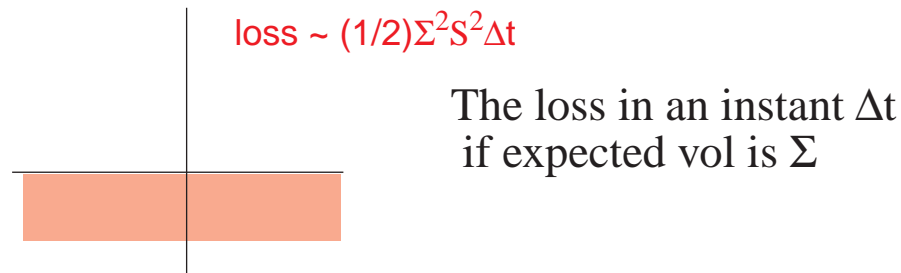 loss ~ (1/2)Σ²S²Δt
The loss in an instant Δt
if expected vol is Σ